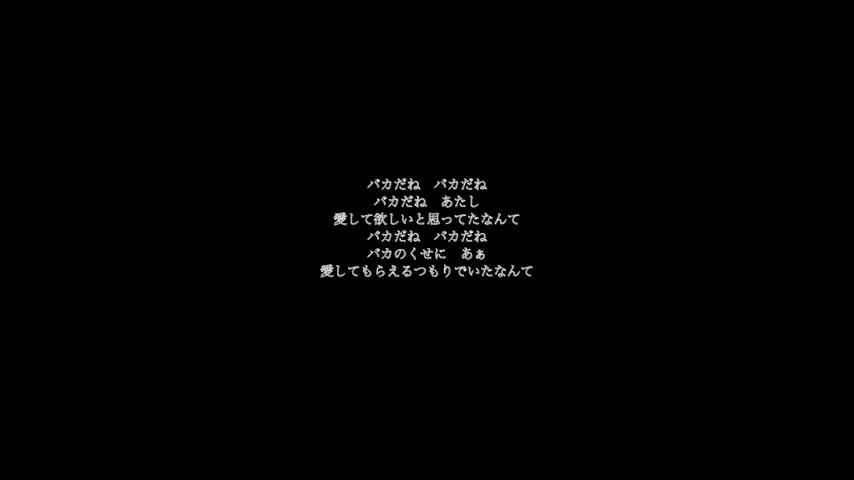 バカだね　バカだね
バカだね　あたし
愛して欲しいと思ってたなんて
バカだね　バカだね
バカのくせに　あぁ
愛してもらえるつもりでいたなんて